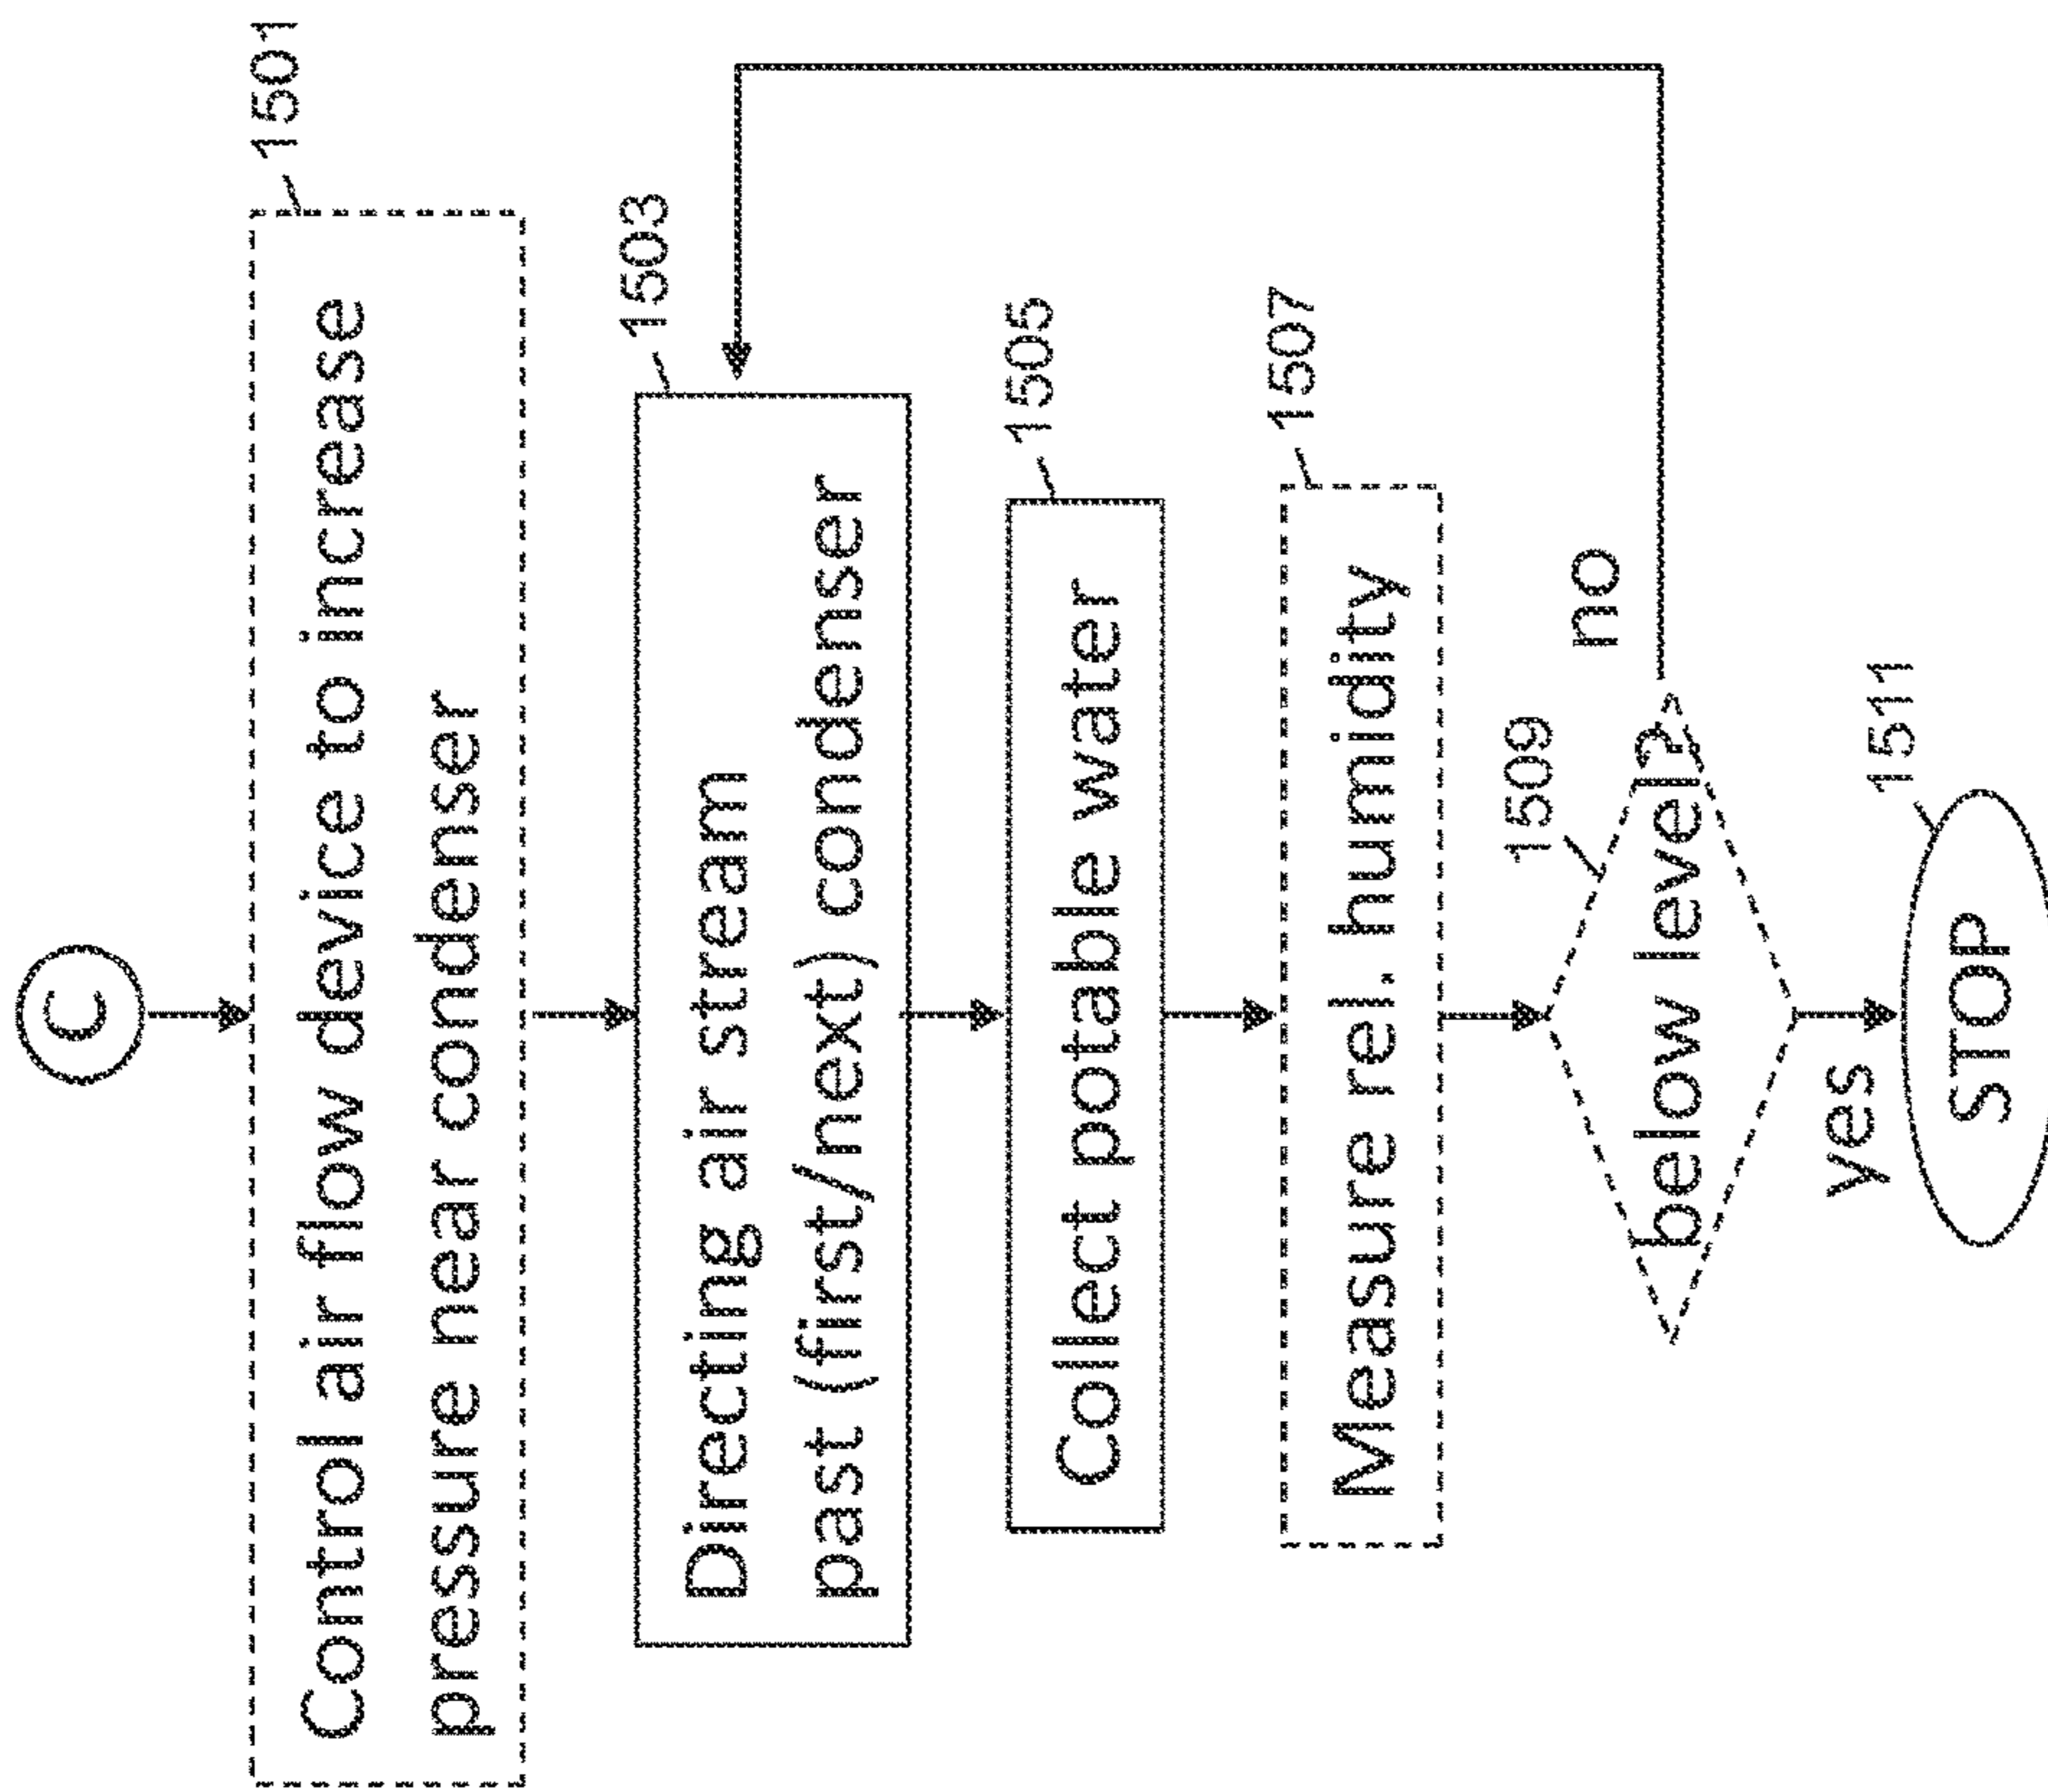 C
1501
Control air flow device to increase
pressure near condenser
1503
Directing air stream
past (first/next) condenser
1505
Collect potable water
1507
Measure rel. humidity
1509
below level?
no
yes
1511
STOP